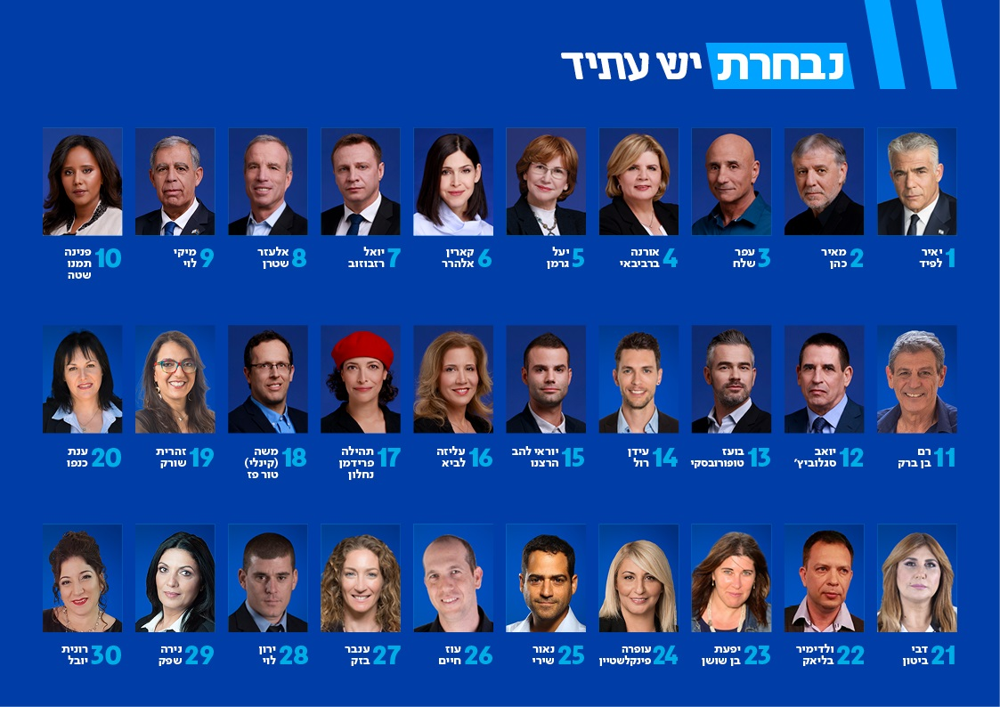 נבחרת יש עתיד
1 יאיר
לפיד
2 מאיר
כהן
3 עפר
שלח
4 אורנה
ברביבאי
5 יעל
גרמן
6 קארין
אלהרר
7 יואל
רזבוזוב
8 אלעזר
שטרן
9 מיקי
לוי
10 פנינה
תמנו
שטה
11 רם
בן ברק
12 יואב
סגלוביץ'
13 בועז
טופורובסקי
14 עידן
רול
15 יוראי להב
הרצנו
16 עליזה
לביא
17 תהילה
פרידמן
נחלון
18 משה
(קינלי)
טור פז
19 זהרית
שורק
20 ענת
כנפו
21 דבי
ביטון
22 ולדימיר
בליאק
23 יפעת
בן שושן
24 עופרה
פינקלשטיין
25 נאור
שירי
26 עוז
חיים
27 ענבר
בזק
28 ירון
לוי
29 נירה
שפק
30 רונית
יובל